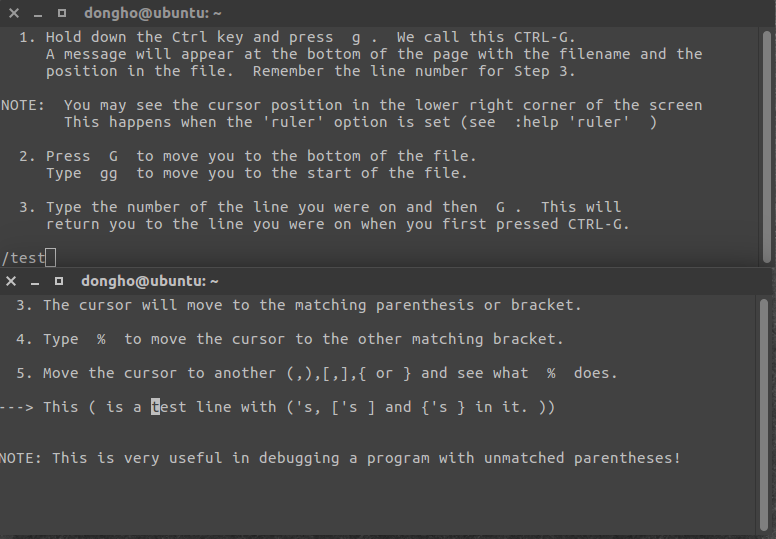 dongho@ubuntu: ~
1. Hold down the Ctrl key and press  g .  We call this CTRL-G.
A message will appear at the bottom of the page with the filename and the
position in the file.  Remember the line number for Step 3.
NOTE:  You may see the cursor position in the lower right corner of the screen
This happens when the 'ruler' option is set (see  :help 'ruler'  )
2. Press  G  to move you to the bottom of the file.
Type  gg  to move you to the start of the file.
3. Type the number of the line you were on and then  G .  This will
return you to the line you were on when you first pressed CTRL-G.
/test
dongho@ubuntu: ~
3. The cursor will move to the matching parenthesis or bracket.
4. Type  %  to move the cursor to the other matching bracket.
5. Move the cursor to another (,),[,],{ or } and see what  %  does.
---> This ( is a test line with ('s, ['s ] and {'s } in it. ))
NOTE: This is very useful in debugging a program with unmatched parentheses!